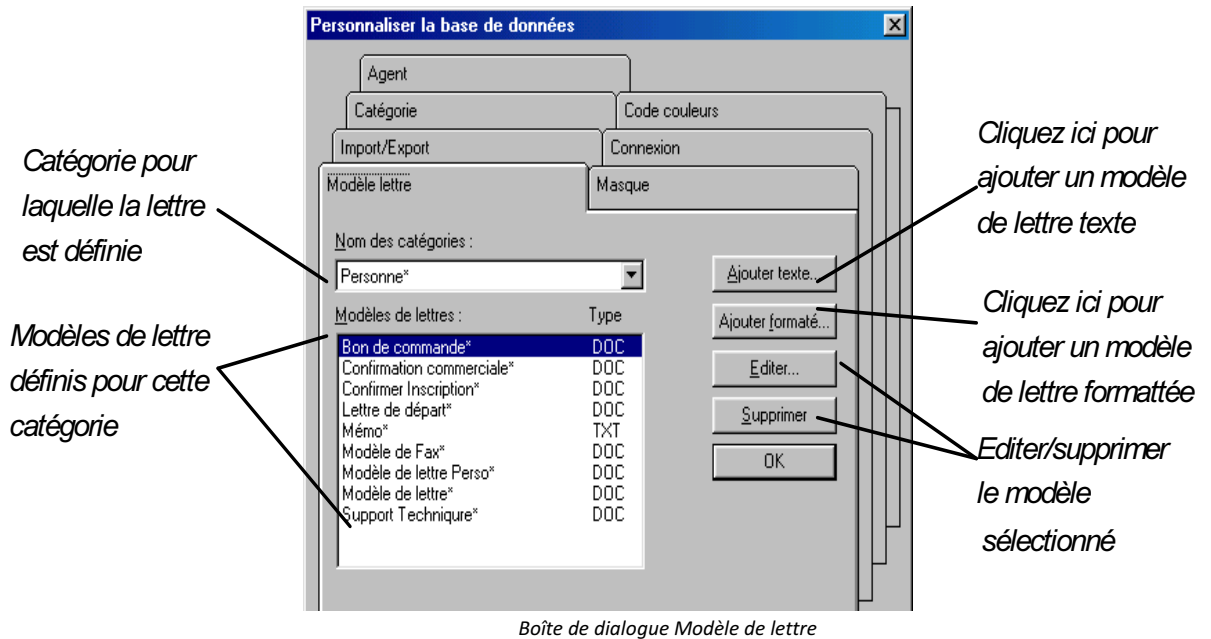 Personnaliser la base de données
Agent
Catégorie
Code couleurs
Import/Export
Connexion
Modèle lettre
Masque
Catégorie pour
laquelle la lettre
est définie
Nom des catégories :
Personne*
Modèles de lettre
définis pour cette
catégorie
Modèles de lettres : Type
Bon de commande* DOC
Confirmation commerciale* DOC
Confirmer Inscription* DOC
Lettre de départ* DOC
Mémo* TXT
Modèle de Fax* DOC
Modèle de lettre Perso* DOC
Modèle de lettre* DOC
Support Techniqure* DOC
Ajouter texte...
Ajouter formaté...
Editer...
Supprimer
OK
Cliquez ici pour
ajouter un modèle
de lettre texte
Cliquez ici pour
ajouter un modèle
de lettre formattée
Editer/supprimer
le modèle
sélectionné
Boîte de dialogue Modèle de lettre